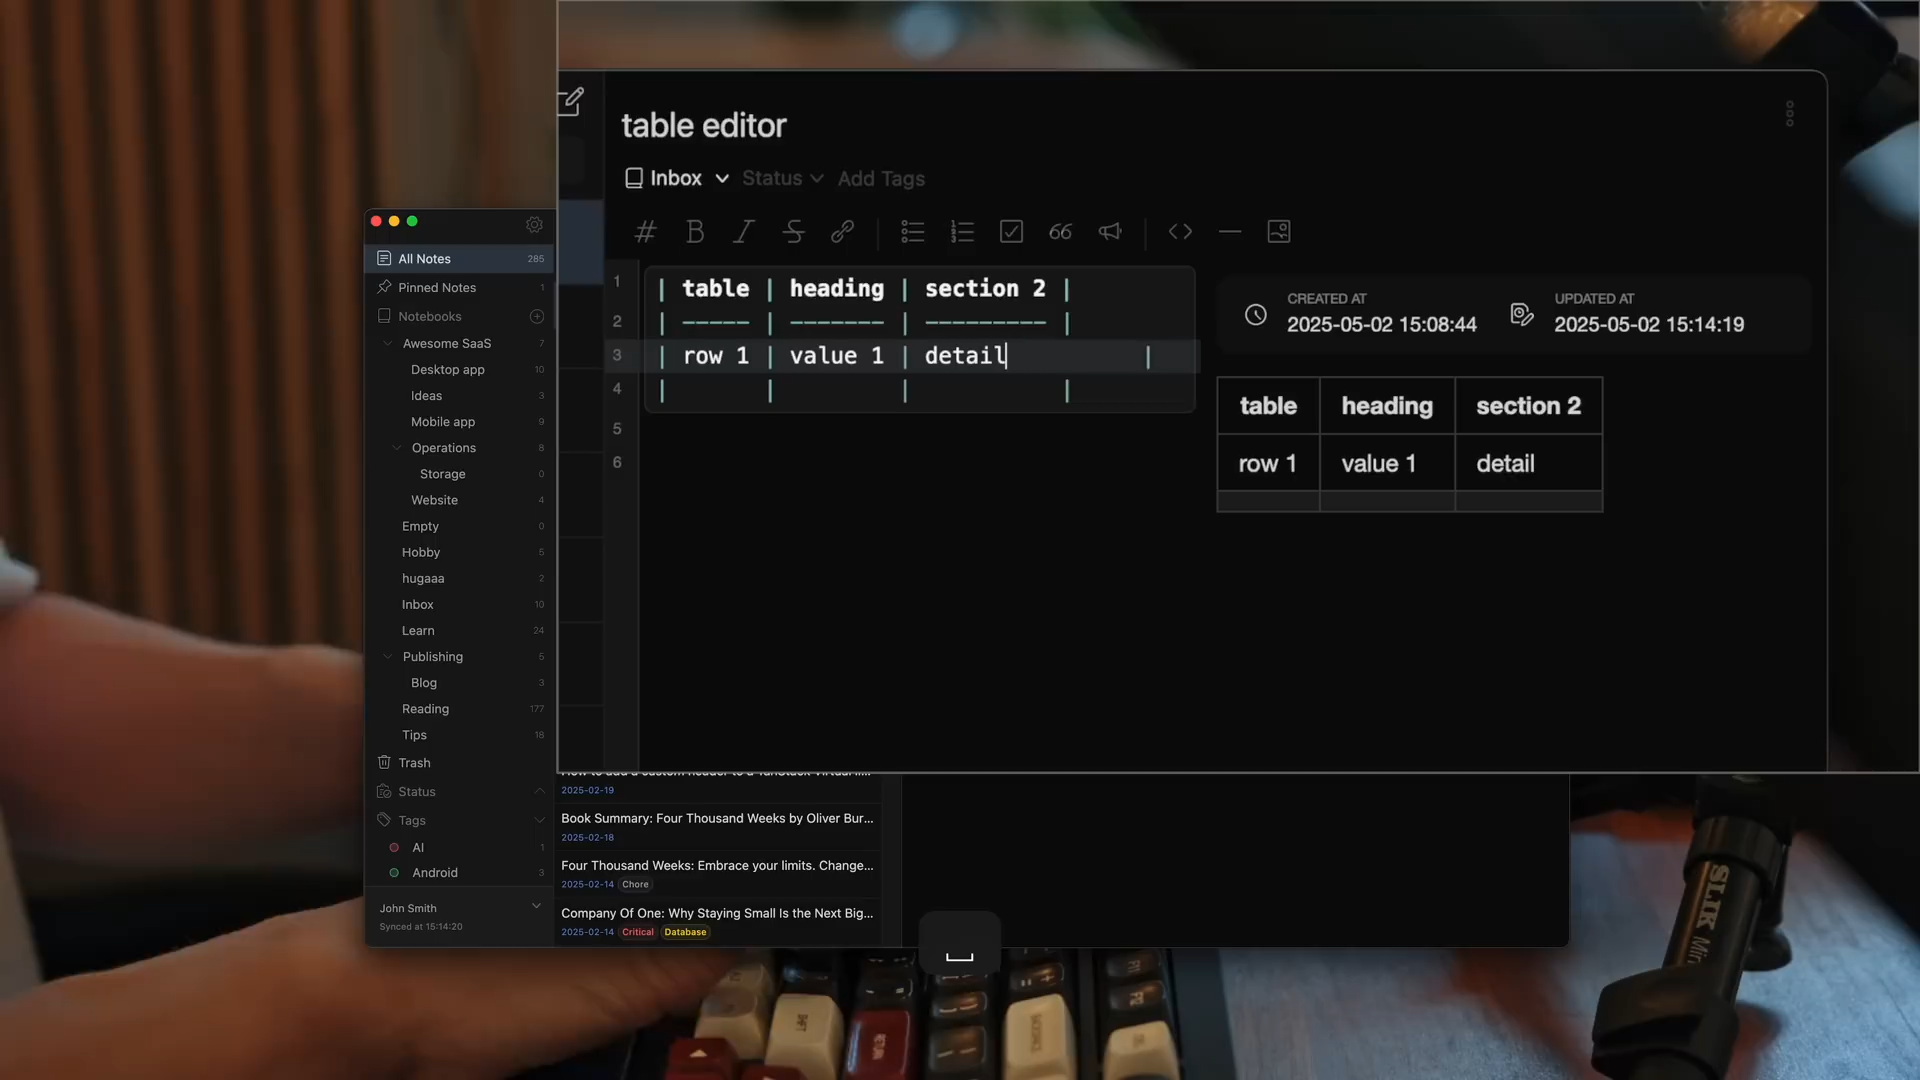 table editor
Inbox Status Add Tags
1 | table | heading | section 2 |
2 | ----- | ------- | --------- |
3 | row 1 | value 1 | detail |
4 | | | |
5
6
CREATED AT
2025-05-02 15:08:44
UPDATED AT
2025-05-02 15:14:19
table heading section 2
row 1 value 1 detail
All Notes 285
Pinned Notes 1
Notebooks
Awesome SaaS 7
Desktop app 4
Ideas 3
Mobile app 9
Operations 8
Storage 0
Website 4
Empty 0
Hobby 5
hugaaa 2
Inbox 10
Learn 24
Publishing 5
Blog 3
Reading 177
Tips 18
Trash
Status
Tags
AI 1
Android 3
John Smith
Synced at 15:14:20
2025-02-19
Book Summary: Four Thousand Weeks by Oliver Bur...
2025-02-18
Four Thousand Weeks: Embrace your limits. Change...
2025-02-14 Chore
Company Of One: Why Staying Small Is the Next Big...
2025-02-14 Critical Database
SLIK Mini
SHIFT
RETURN
BACKSPACE